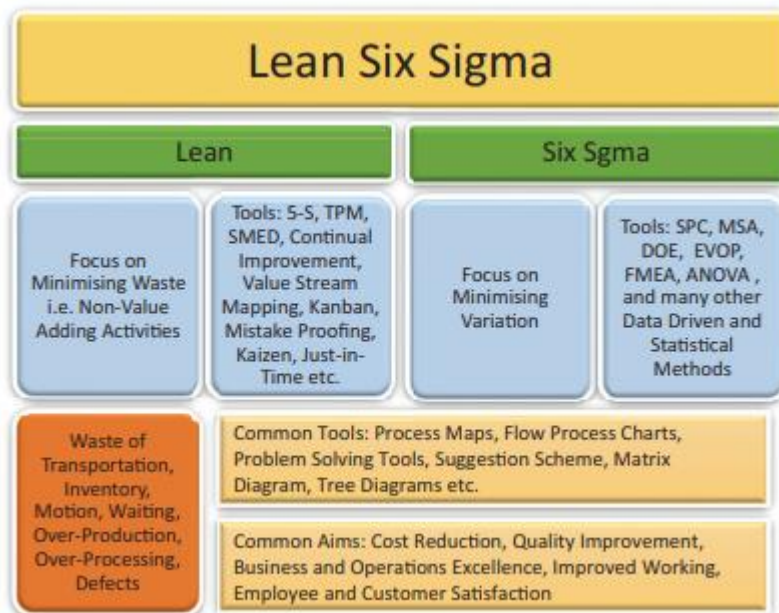 Lean Six Sigma
Lean
Six Sgma
Focus on
Minimising Waste
i.e. Non-Value
Adding Activities
Tools: 5-S, TPM,
SMED, Continual
Improvement,
Value Stream
Mapping, Kanban,
Mistake Proofing,
Kaizen, Just-in-
Time etc.
Focus on
Minimising
Variation
Tools: SPC, MSA,
DOE, EVOP,
FMEA, ANOVA ,
and many other
Data Driven and
Statistical
Methods
Waste of
Transportation,
Inventory,
Motion, Waiting,
Over-Production,
Over-Processing,
Defects
Common Tools: Process Maps, Flow Process Charts,
Problem Solving Tools, Suggestion Scheme, Matrix
Diagram, Tree Diagrams etc.
Common Aims: Cost Reduction, Quality Improvement,
Business and Operations Excellence, Improved Working,
Employee and Customer Satisfaction